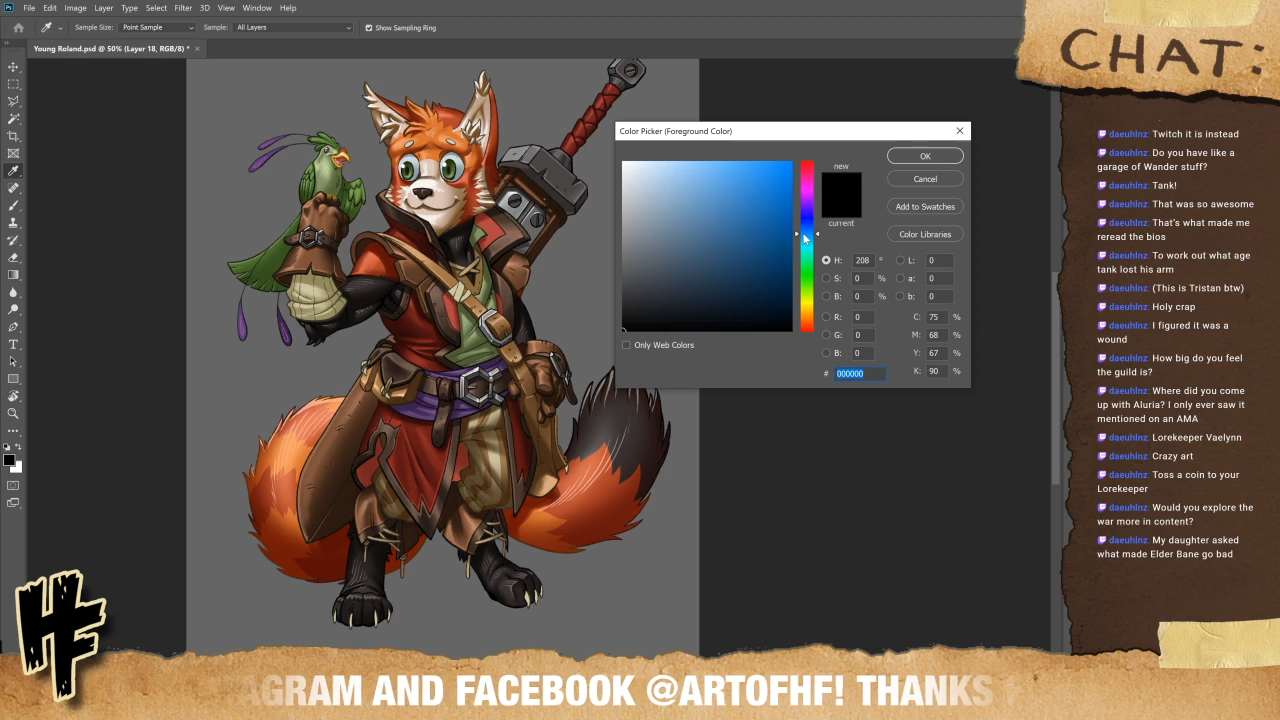 Ps File Edit Image Layer Type Select Filter 3D View Window Help
Sample Size: Point Sample Sample: All Layers Show Sampling Ring
Young Roland.psd @ 50% (Layer 18, RGB/8) * ×
Color Picker (Foreground Color)
new
current
OK
Cancel
Add to Swatches
Color Libraries
H: 208 ° L: 0
S: 0 % a: 0
B: 0 % b: 0
R: 0 C: 75 %
G: 0 M: 68 %
B: 0 Y: 67 %
# 000000 K: 90 %
Only Web Colors
CHAT:
daeuhlnz: Twitch it is instead
daeuhlnz: Do you have like a
garage of Wander stuff?
daeuhlnz: Tank!
daeuhlnz: That was so awesome
daeuhlnz: That's what made me
reread the bios
daeuhlnz: To work out what age
tank lost his arm
daeuhlnz: (This is Tristan btw)
daeuhlnz: Holy crap
daeuhlnz: I figured it was a
wound
daeuhlnz: How big do you feel
the guild is?
daeuhlnz: Where did you come
up with Aluria? I only ever saw it
mentioned on an AMA
daeuhlnz: Lorekeeper Vaelynn
daeuhlnz: Crazy art
daeuhlnz: Toss a coin to your
Lorekeeper
daeuhlnz: Would you explore the
war more in content?
daeuhlnz: My daughter asked
what made Elder Bane go bad
HF
AGRAM AND FACEBOOK @ARTOFHF! THANKS